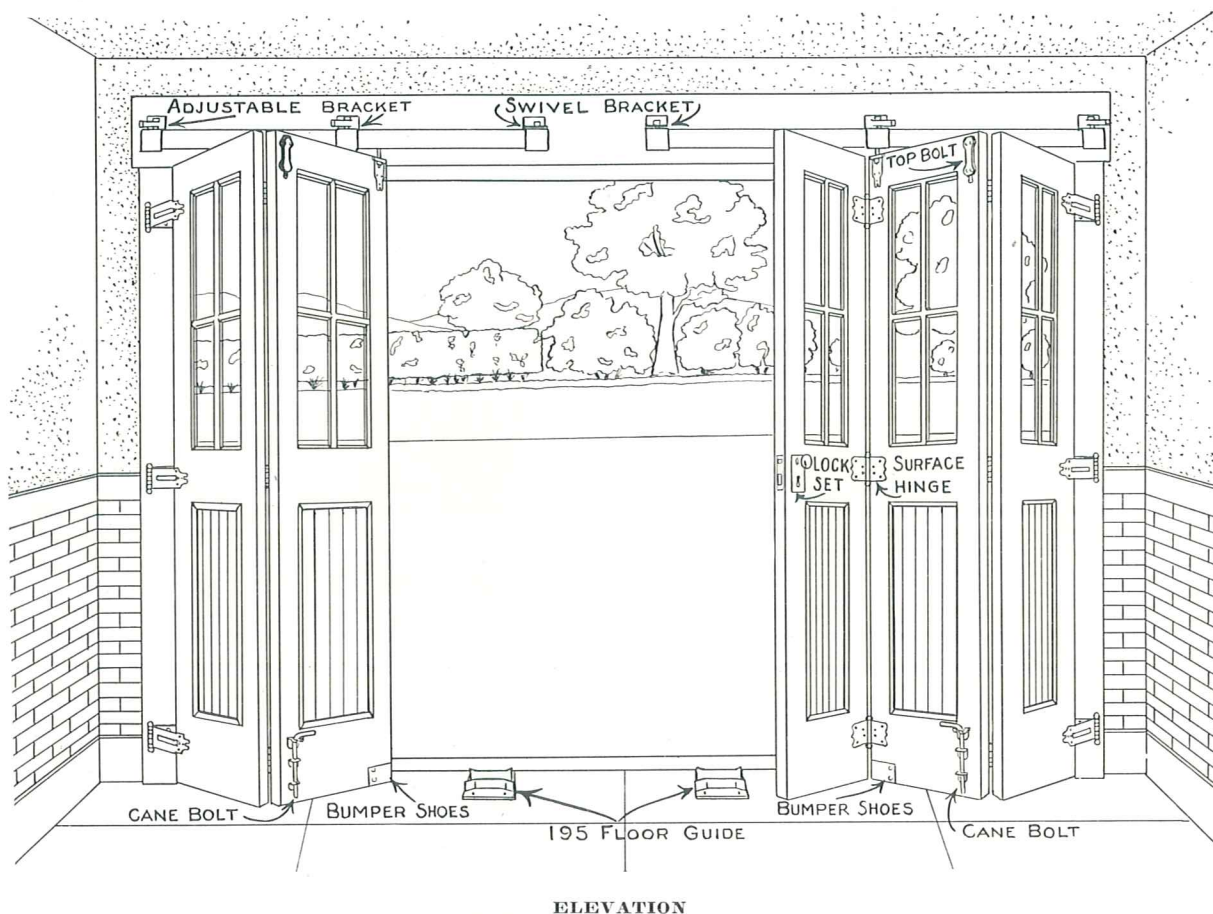 ADJUSTABLE BRACKET
SWIVEL BRACKET
TOP BOLT
LOCK
SET
SURFACE
HINGE
CANE BOLT
BUMPER SHOES
195 FLOOR GUIDE
BUMPER SHOES
CANE BOLT
ELEVATION